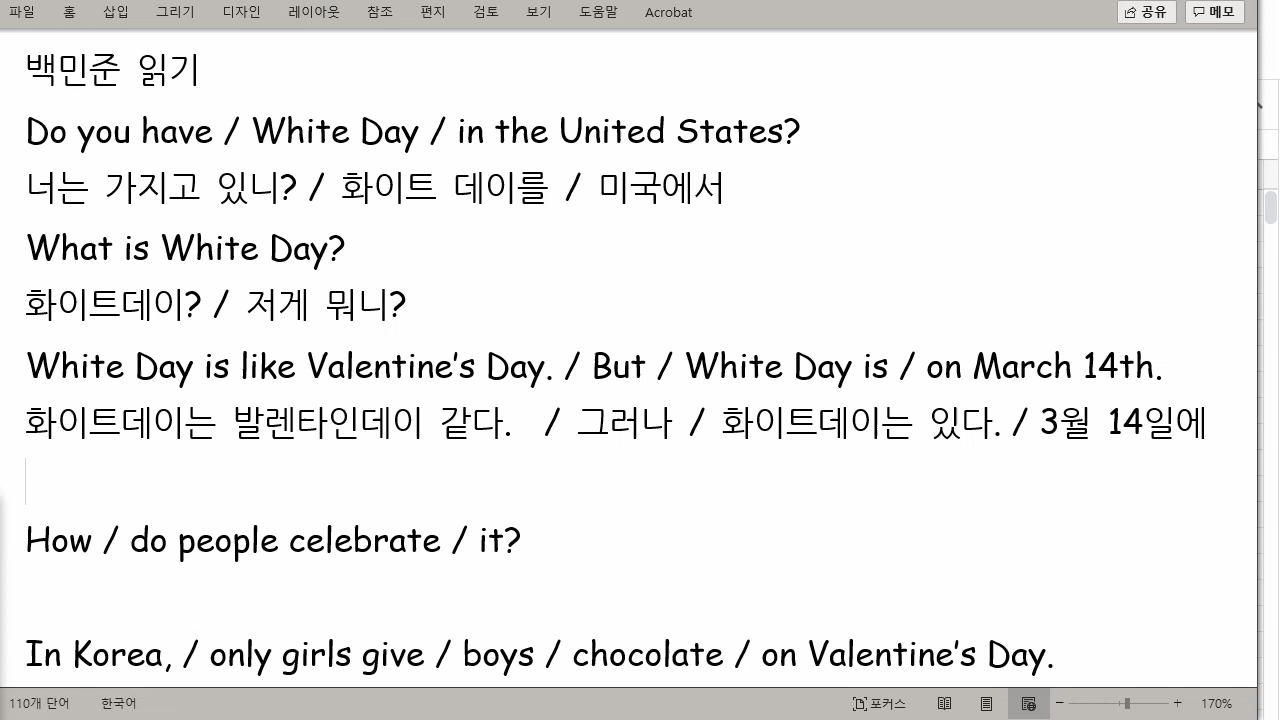 파일 홈 삽입 그리기 디자인 레이아웃 참조 편지 검토 보기 도움말 Acrobat 공유 메모
백민준 읽기
Do you have / White Day / in the United States?
너는 가지고 있니? / 화이트 데이를 / 미국에서
What is White Day?
화이트데이? / 저게 뭐니?
White Day is like Valentine’s Day. / But / White Day is / on March 14th.
화이트데이는 발렌타인데이 같다. / 그러나 / 화이트데이는 있다. / 3월 14일에
How / do people celebrate / it?
In Korea, / only girls give / boys / chocolate / on Valentine’s Day.
110개 단어 한국어 포커스 170%